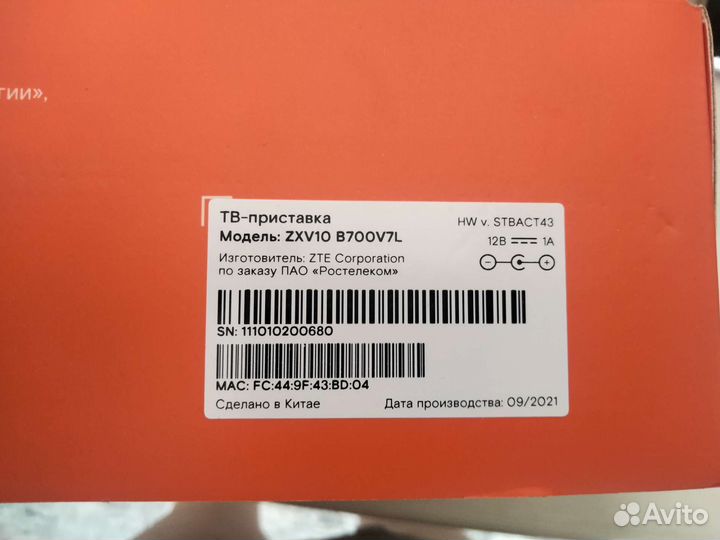 гии»,
ТВ-приставка
Модель: ZXV10 B700V7L
HW v. STBACT43
12В 1А
Изготовитель: ZTE Corporation
по заказу ПАО «Ростелеком»
SN: 111010200680
MAC: FC:44:9F:43:BD:04
Сделано в Китае
Дата производства: 09/2021
Avito